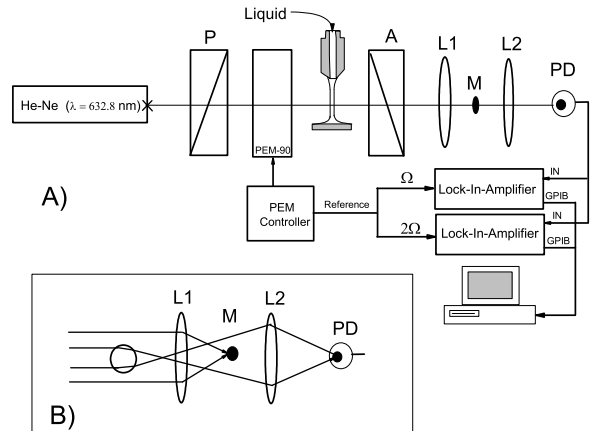 Liquid
P
A
L1
L2
M
PD
He-Ne (λ = 632.8 nm)
PEM-90
A)
PEM
Controller
Reference
Ω
2Ω
Lock-In-Amplifier
IN
GPIB
Lock-In-Amplifier
IN
GPIB
L1
M
L2
PD
B)